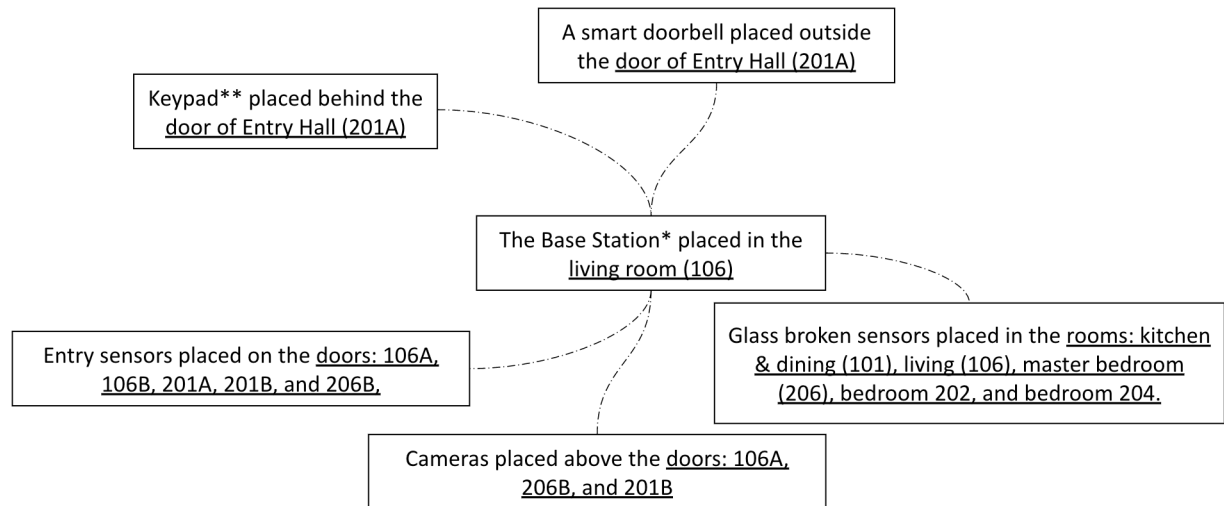 A smart doorbell placed outside
the door of Entry Hall (201A)
Keypad** placed behind the
door of Entry Hall (201A)
The Base Station* placed in the
living room (106)
Entry sensors placed on the doors: 106A,
106B, 201A, 201B, and 206B,
Glass broken sensors placed in the rooms: kitchen
& dining (101), living (106), master bedroom
(206), bedroom 202, and bedroom 204.
Cameras placed above the doors: 106A,
206B, and 201B